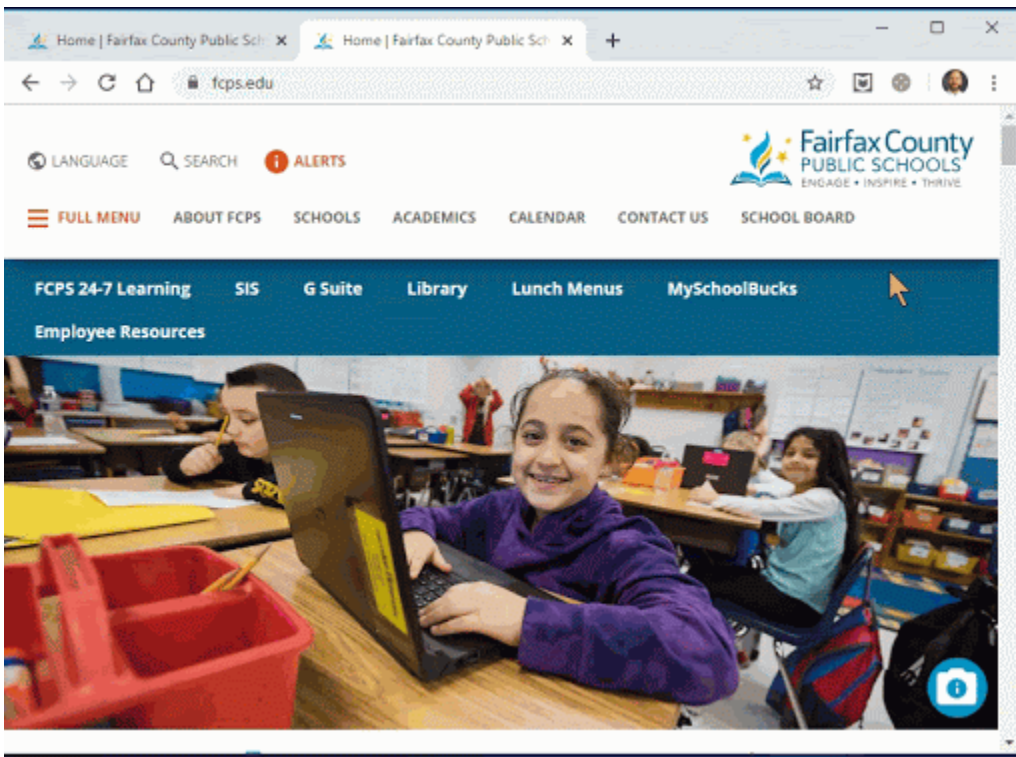 Home | Fairfax County Public Sch
Home | Fairfax County Public Sch
fcps.edu
LANGUAGE
SEARCH
ALERTS
Fairfax County
PUBLIC SCHOOLS
ENGAGE • INSPIRE • THRIVE
FULL MENU
ABOUT FCPS
SCHOOLS
ACADEMICS
CALENDAR
CONTACT US
SCHOOL BOARD
FCPS 24-7 Learning
SIS
G Suite
Library
Lunch Menus
MySchoolBucks
Employee Resources